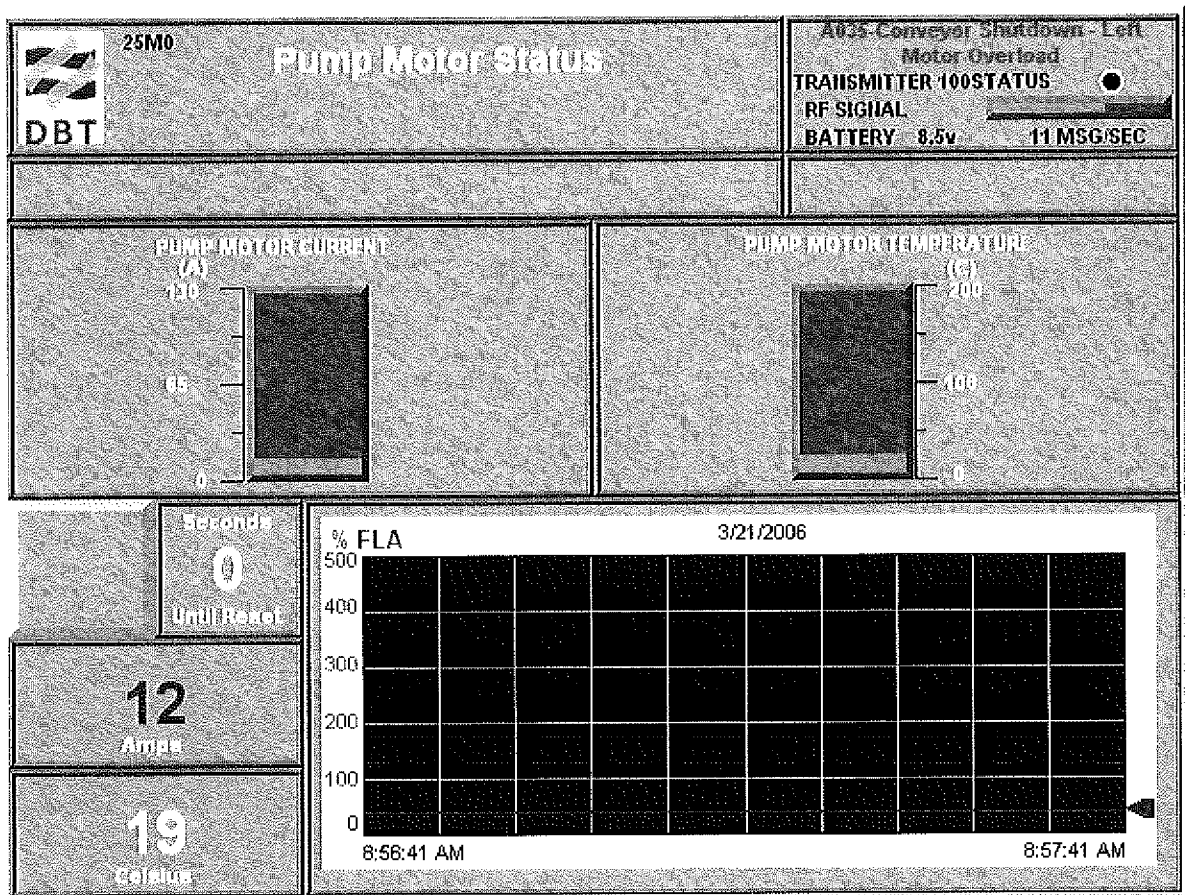 DBT
25M0
Pump Motor Status
A035-Conveyor Shutdown - Left
Motor Overload
TRANSMITTER 100STATUS
RF SIGNAL
BATTERY 8.5v 11 MSG/SEC
PUMP MOTOR CURRENT
(A)
130
65
0
PUMP MOTOR TEMPERATURE
(C)
200
100
0
Seconds
0
Until Reset
12
Amps
19
Celsius
% FLA
3/21/2006
500
400
300
200
100
0
8:56:41 AM 8:57:41 AM